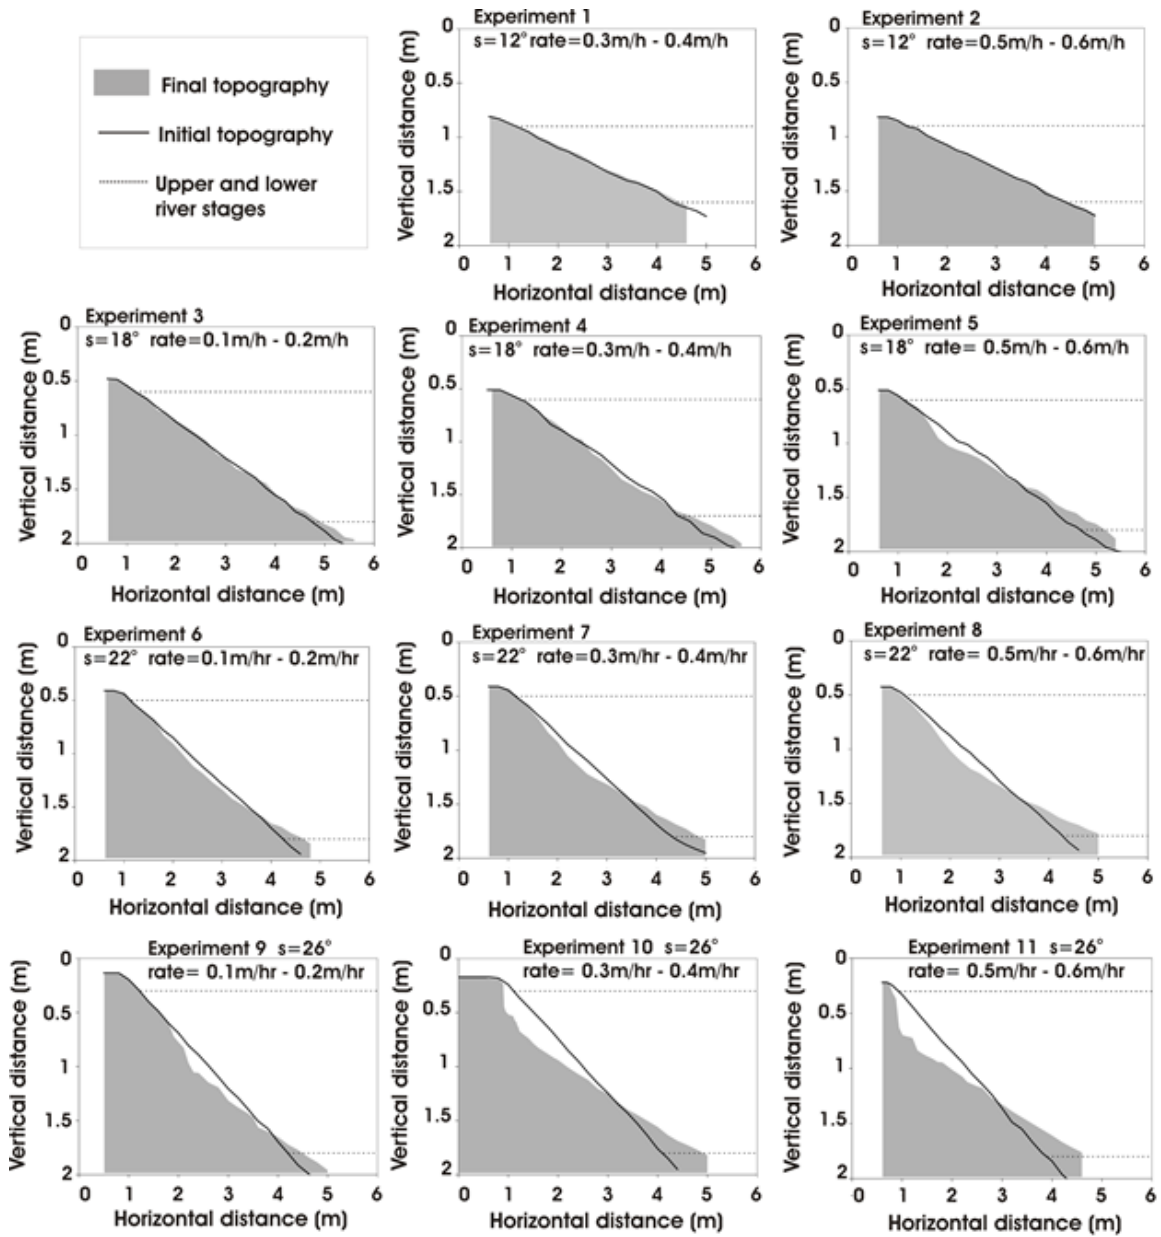 Final topography
Initial topography
Upper and lower
river stages
Experiment 1
s=12° rate=0.3m/h - 0.4m/h
Vertical distance (m)
0
0.5
1
1.5
2
0 1 2 3 4 5 6
Horizontal distance (m)
Experiment 2
s=12° rate=0.5m/h - 0.6m/h
Vertical distance (m)
0
0.5
1
1.5
2
0 1 2 3 4 5 6
Horizontal distance (m)
Experiment 3
s=18° rate=0.1m/h - 0.2m/h
Vertical distance (m)
0
0.5
1
1.5
2
0 1 2 3 4 5 6
Horizontal distance (m)
Experiment 4
s=18° rate=0.3m/h - 0.4m/h
Vertical distance (m)
0
0.5
1
1.5
2
0 1 2 3 4 5 6
Horizontal distance (m)
Experiment 5
s=18° rate= 0.5m/h - 0.6m/h
Vertical distance (m)
0
0.5
1
1.5
2
0 1 2 3 4 5 6
Horizontal distance (m)
Experiment 6
s=22° rate=0.1m/hr - 0.2m/hr
Vertical distance (m)
0
0.5
1
1.5
2
0 1 2 3 4 5 6
Horizontal distance (m)
Experiment 7
s=22° rate=0.3m/hr - 0.4m/hr
Vertical distance (m)
0
0.5
1
1.5
2
0 1 2 3 4 5 6
Horizontal distance (m)
Experiment 8
s=22° rate= 0.5m/hr - 0.6m/hr
Vertical distance (m)
0
0.5
1
1.5
2
0 1 2 3 4 5 6
Horizontal distance (m)
Experiment 9 s=26°
rate= 0.1m/hr - 0.2m/hr
Vertical distance (m)
0
0.5
1
1.5
2
0 1 2 3 4 5 6
Horizontal distance (m)
Experiment 10 s=26°
rate= 0.3m/hr - 0.4m/hr
Vertical distance (m)
0
0.5
1
1.5
2
0 1 2 3 4 5 6
Horizontal distance (m)
Experiment 11 s=26°
rate= 0.5m/hr - 0.6m/hr
Vertical distance (m)
0
0.5
1
1.5
2
0 1 2 3 4 5 6
Horizontal distance (m)